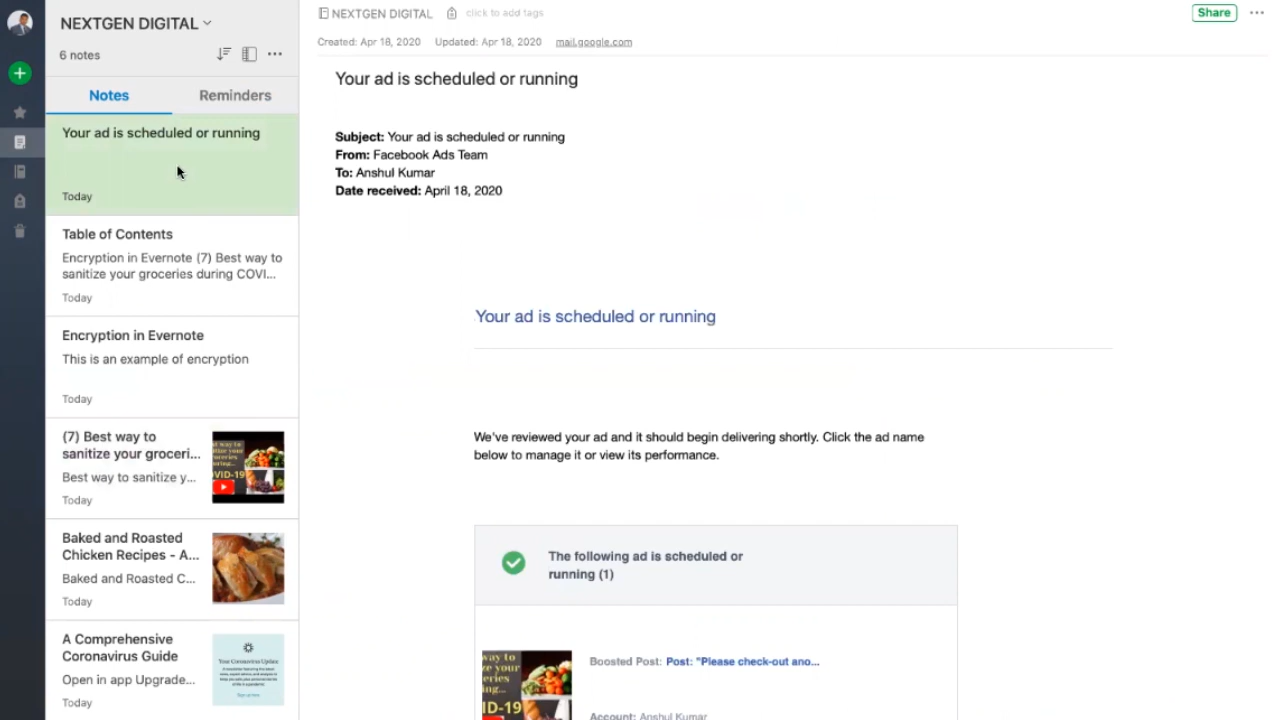 NEXTGEN DIGITAL
6 notes
Notes
Reminders
Your ad is scheduled or running
Today
Table of Contents
Encryption in Evernote (7) Best way to
sanitize your groceries during COVI...
Today
Encryption in Evernote
This is an example of encryption
Today
(7) Best way to
sanitize your groceri...
Best way to sanitize y...
Today
Baked and Roasted
Chicken Recipes - A...
Baked and Roasted C...
Today
A Comprehensive
Coronavirus Guide
Open in app Upgrade...
Today
Your Coronavirus Update
NEXTGEN DIGITAL
click to add tags
Share
Created: Apr 18, 2020
Updated: Apr 18, 2020
mail.google.com
Your ad is scheduled or running
Subject: Your ad is scheduled or running
From: Facebook Ads Team
To: Anshul Kumar
Date received: April 18, 2020
Your ad is scheduled or running
We've reviewed your ad and it should begin delivering shortly. Click the ad name
below to manage it or view its performance.
The following ad is scheduled or
running (1)
Boosted Post: Post: "Please check-out ano...
Account: Anshul Kumar